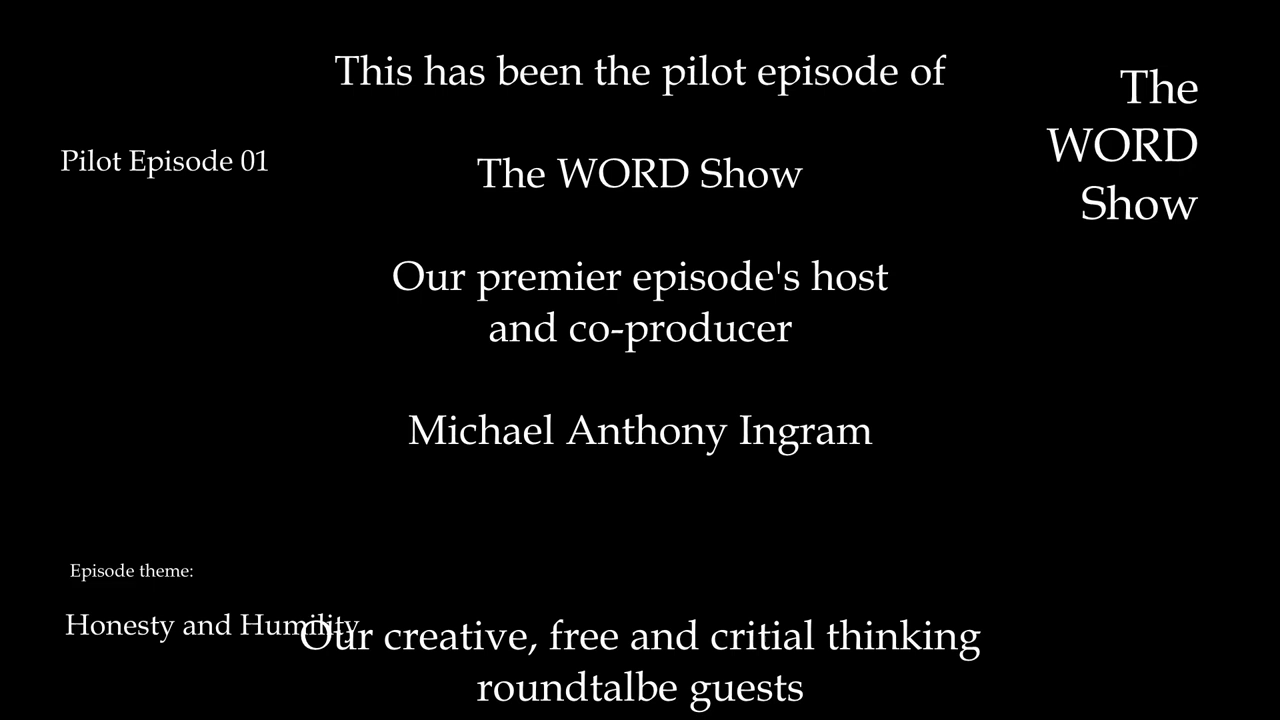 This has been the pilot episode of
The
WORD
Show
Pilot Episode 01
The WORD Show
Our premier episode's host
and co-producer
Michael Anthony Ingram
Episode theme:
Honesty and Humility
Our creative, free and critial thinking
roundtalbe guests